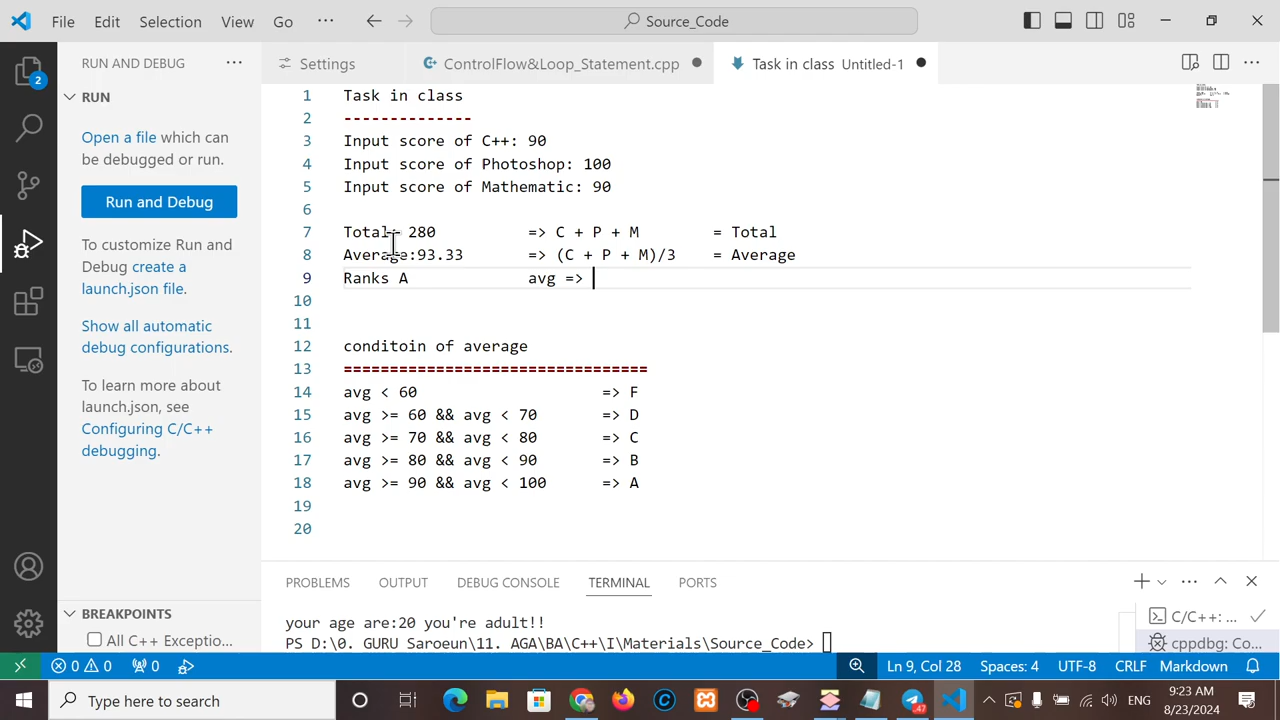 File Edit Selection View Go ··· Source_Code
RUN AND DEBUG ···
RUN
Open a file which can
be debugged or run.
Run and Debug
To customize Run and
Debug create a
launch.json file.
Show all automatic
debug configurations.
To learn more about
launch.json, see
Configuring C/C++
debugging.
BREAKPOINTS
All C++ Exceptio...
2
Settings ControlFlow&Loop_Statement.cpp Task in class Untitled-1
1 Task in class
2 --------------
3 Input score of C++: 90
4 Input score of Photoshop: 100
5 Input score of Mathematic: 90
6
7 Total: 280 => C + P + M = Total
8 Average:93.33 => (C + P + M)/3 = Average
9 Ranks A avg =>
10
11
12 conditoin of average
13 =================================
14 avg < 60 => F
15 avg >= 60 && avg < 70 => D
16 avg >= 70 && avg < 80 => C
17 avg >= 80 && avg < 90 => B
18 avg >= 90 && avg < 100 => A
19
20
PROBLEMS OUTPUT DEBUG CONSOLE TERMINAL PORTS
your age are:20 you're adult!!
PS D:\0. GURU Saroeun\11. AGA\BA\C++\I\Materials\Source_Code>
C/C++: ...
cppdbg: Co...
0 0 0 Ln 9, Col 28 Spaces: 4 UTF-8 CRLF Markdown
Type here to search
ENG
9:23 AM
8/23/2024